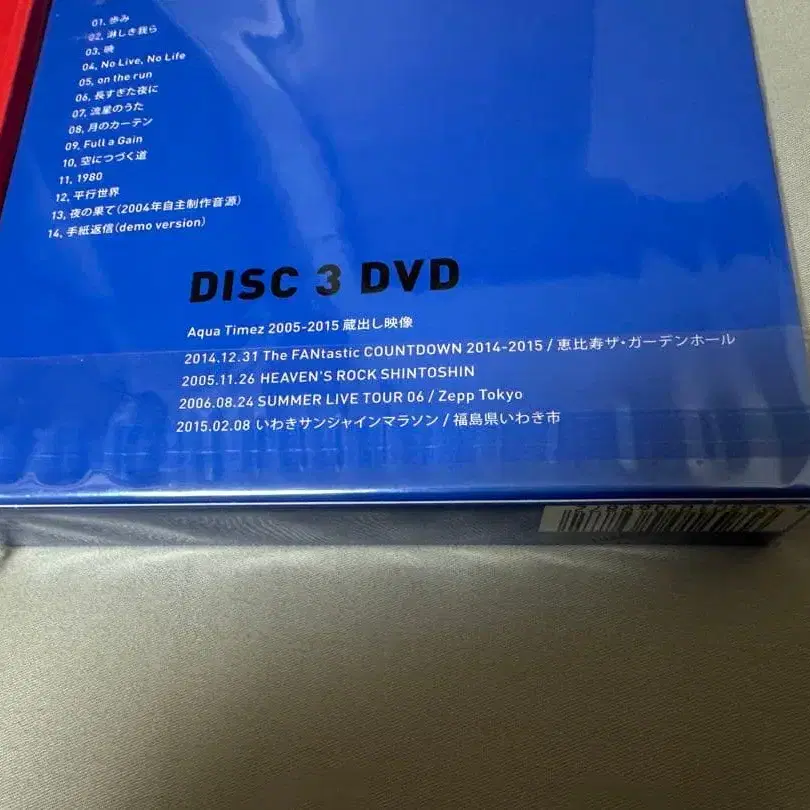 01. 歩み
02. 淋しき我ら
03. 暁
04. No Live, No Life
05. on the run
06. 長すぎた夜に
07. 流星のうた
08. 月のカーテン
09. Full a Gain
10. 空につづく道
11. 1980
12. 平行世界
13. 夜の果て(2004年自主制作音源)
14. 手紙返信(demo version)
DISC 3 DVD
Aqua Timez 2005-2015 蔵出し映像
2014.12.31 The FANtastic COUNTDOWN 2014-2015 / 恵比寿ザ・ガーデンホール
2005.11.26 HEAVEN'S ROCK SHINTOSHIN
2006.08.24 SUMMER LIVE TOUR 06 / Zepp Tokyo
2015.02.08 いわきサンシャインマラソン / 福島県いわき市